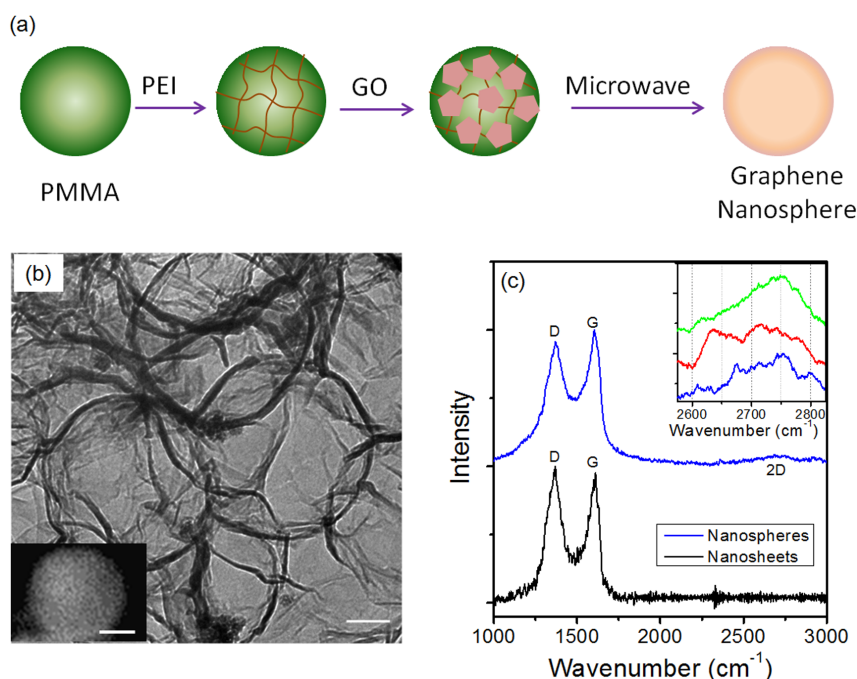 (a)
PEI
GO
Microwave
PMMA
Graphene
Nanosphere
(b)
(c)
D
G
2D
D
G
Intensity
Nanospheres
Nanosheets
1000 1500 2000 2500 3000
Wavenumber (cm⁻¹)
2600 2700 2800
Wavenumber (cm⁻¹)